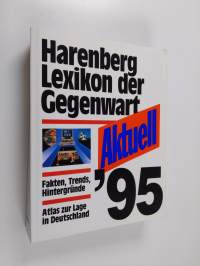 Harenberg
Lexikon der
Gegenwart
Aktuell
'95
Fakten, Trends,
Hintergründe
Atlas zur Lage
in Deutschland